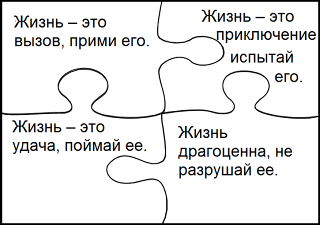 Жизнь – это
вызов, прими его.
Жизнь – это
приключение
испытай
его.
Жизнь – это
удача, поймай ее.
Жизнь
драгоценна, не
разрушай ее.